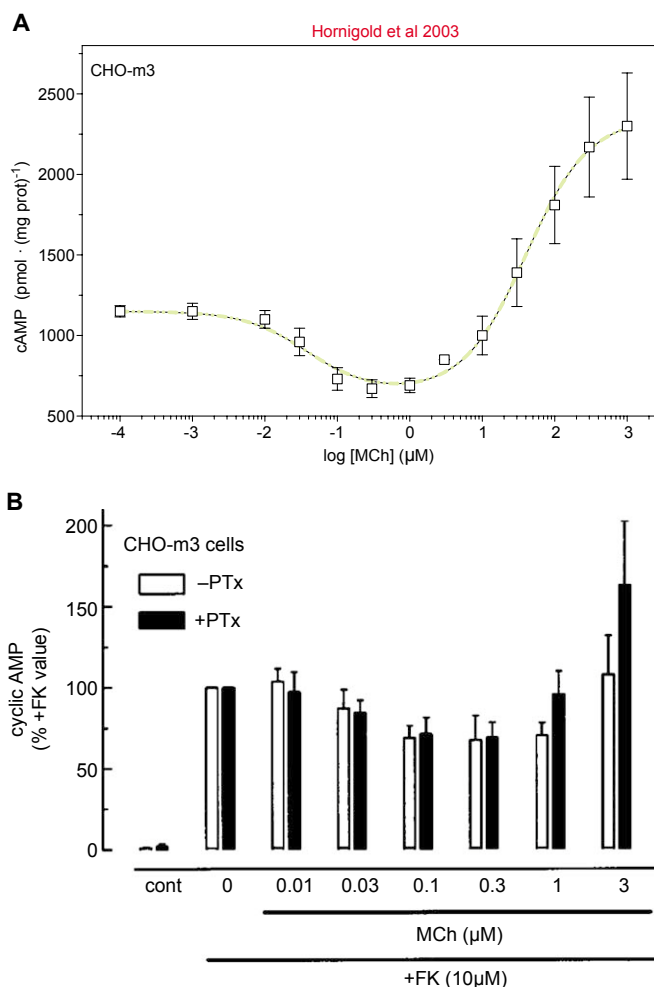 A
Hornigold et al 2003
CHO-m3
2500
2000
1500
1000
500
cAMP (pmol · (mg prot)⁻¹
-4 -3 -2 -1 0 1 2 3
log [MCh] (µM)
B
200
150
100
50
0
cyclic AMP
(% +FK value)
CHO-m3 cells
–PTx
+PTx
cont 0 0.01 0.03 0.1 0.3 1 3
MCh (µM)
+FK (10µM)